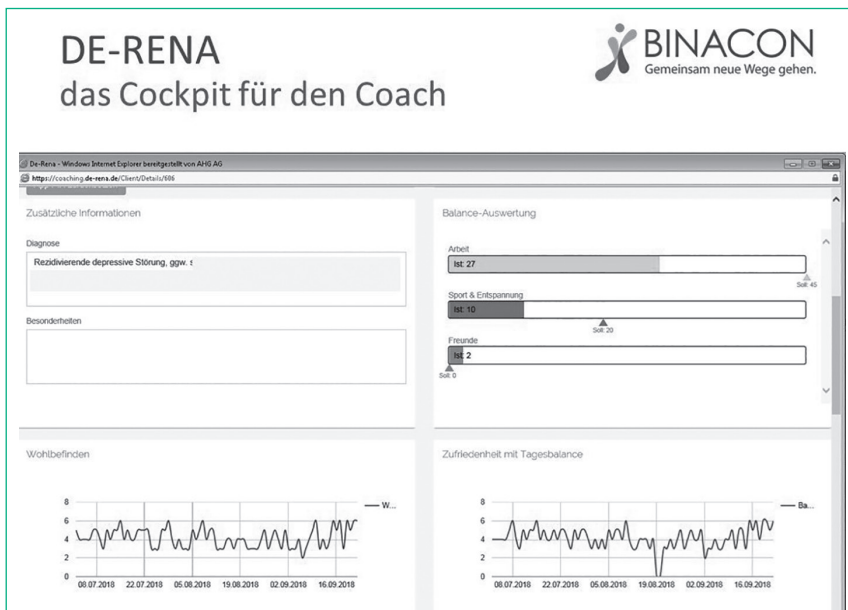 DE-RENA
das Cockpit für den Coach
BINACON
Gemeinsam neue Wege gehen.
De-Rena - Windows Internet Explorer bereitgestellt von AHG AG
https://coaching.de-rena.de/Client/Details/686
Zusätzliche Informationen
Diagnose
Rezidivierende depressive Störung, ggw. s
Besonderheiten
Balance-Auswertung
Arbeit
Ist: 27
Soll: 45
Sport & Entspannung
Ist: 10
Soll: 20
Freunde
Ist: 2
Soll: 0
Wohlbefinden
8
6
4
2
0
08.07.2018 22.07.2018 05.08.2018 19.08.2018 02.09.2018 16.09.2018
W...
Zufriedenheit mit Tagesbalance
8
6
4
2
0
08.07.2018 22.07.2018 05.08.2018 19.08.2018 02.09.2018 16.09.2018
Ba...